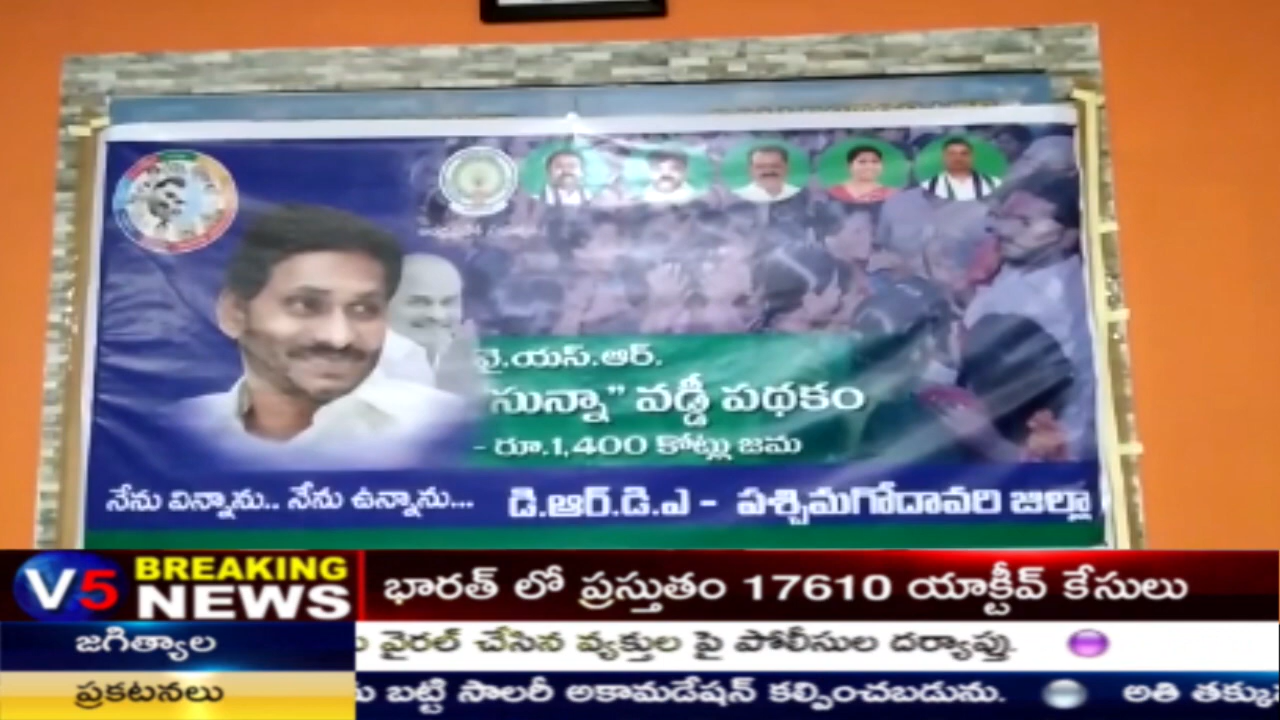 వై.యస్.ఆర్.
"సున్నా" వడ్డీ పథకం
- రూ.1,400 కోట్లు జమ
నేను విన్నాను.. నేను ఉన్నాను...
డి.ఆర్.డి.ఎ - పశ్చిమగోదావరి జిల్లా
V5 BREAKING NEWS
భారత్ లో ప్రస్తుతం 17610 యాక్టీవ్ కేసులు
జగిత్యాల
వైరల్ చేసిన వ్యక్తుల పై పోలీసుల దర్యాప్తు.
ప్రకటనలు
బట్టి సాలరీ అకామడేషన్ కల్పించబడును.
అతి